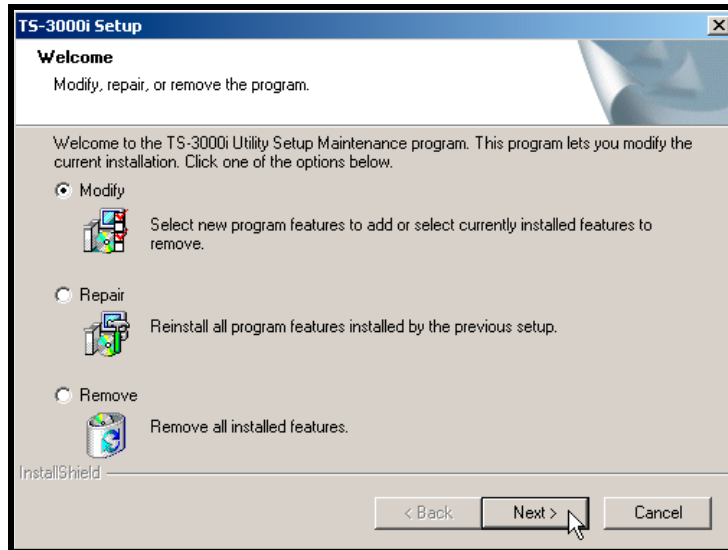 TS-3000i Setup
Welcome
Modify, repair, or remove the program.
Welcome to the TS-3000i Utility Setup Maintenance program. This program lets you modify the
current installation. Click one of the options below.
Modify
Select new program features to add or select currently installed features to
remove.
Repair
Reinstall all program features installed by the previous setup.
Remove
Remove all installed features.
InstallShield
< Back
Next >
Cancel